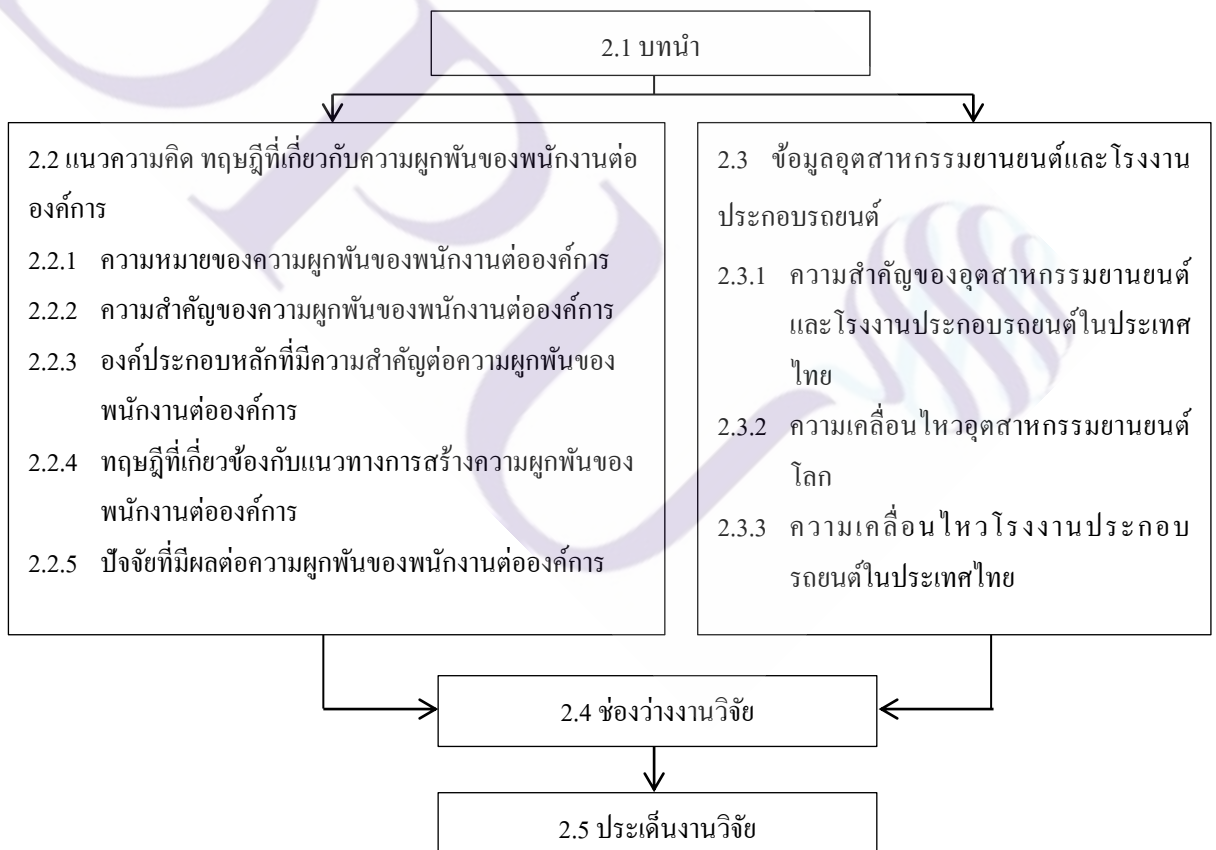 2.1 บทนำ
2.2 แนวความคิด ทฤษฎีที่เกี่ยวกับความผูกพันของพนักงานต่อ
องค์การ
2.2.1 ความหมายของความผูกพันของพนักงานต่อองค์การ
2.2.2 ความสำคัญของความผูกพันของพนักงานต่อองค์การ
2.2.3 องค์ประกอบหลักที่มีความสำคัญต่อความผูกพันของ
พนักงานต่อองค์การ
2.2.4 ทฤษฎีที่เกี่ยวข้องกับแนวทางการสร้างความผูกพันของ
พนักงานต่อองค์การ
2.2.5 ปัจจัยที่มีผลต่อความผูกพันของพนักงานต่อองค์การ
2.3 ข้อมูลอุตสาหกรรมยานยนต์และโรงงาน
ประกอบรถยนต์
2.3.1 ความสำคัญของอุตสาหกรรมยานยนต์
และโรงงานประกอบรถยนต์ในประเทศ
ไทย
2.3.2 ความเคลื่อนไหวอุตสาหกรรมยานยนต์
โลก
2.3.3 ความเคลื่อนไหวโรงงานประกอบ
รถยนต์ในประเทศไทย
2.4 ช่องว่างงานวิจัย
2.5 ประเด็นงานวิจัย